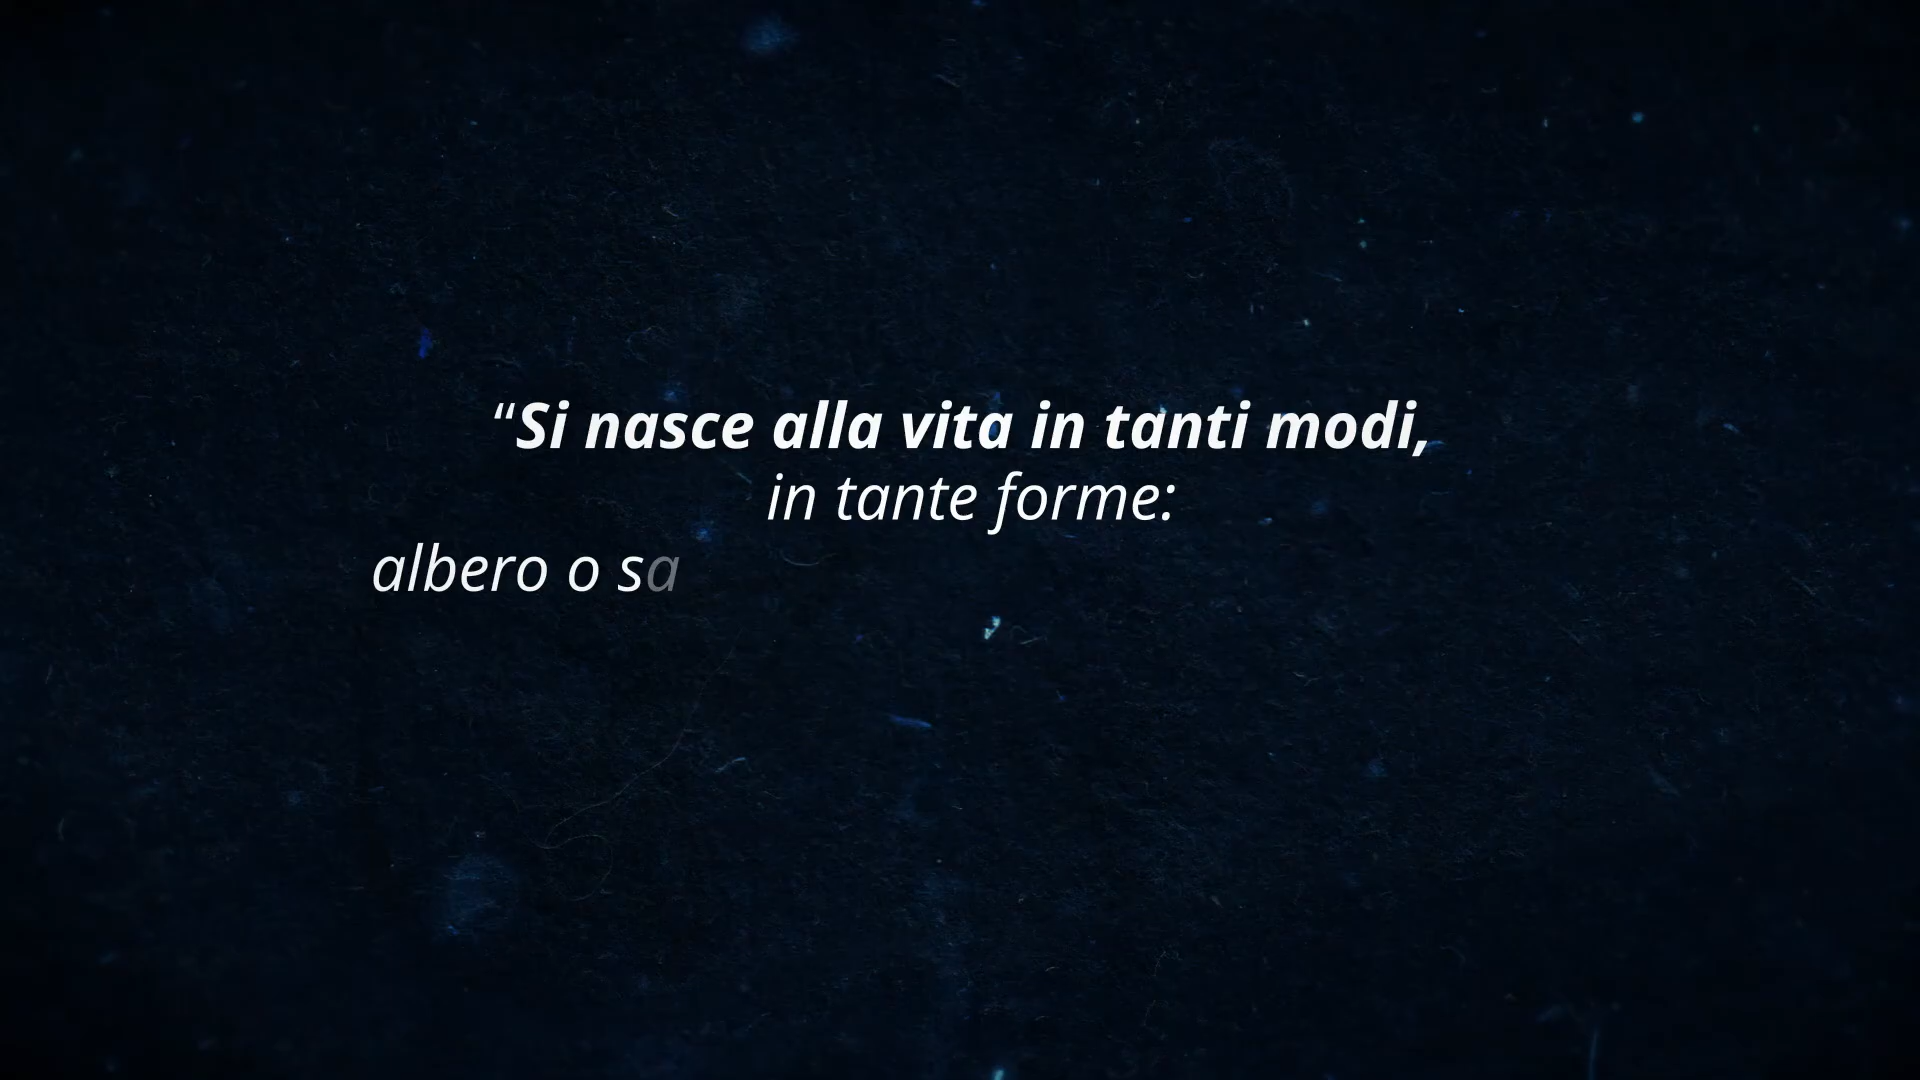 “Si nasce alla vita in tanti modi,
in tante forme:
albero o sa